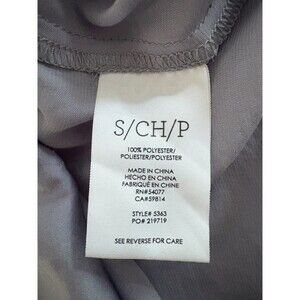 S/CH/P
100% POLYESTER/
POLIESTER/POLYESTER
MADE IN CHINA
HECHO EN CHINA
FABRIQUÉ EN CHINE
RN#54077
CA#59814
STYLE# 5363
PO# 219719
SEE REVERSE FOR CARE